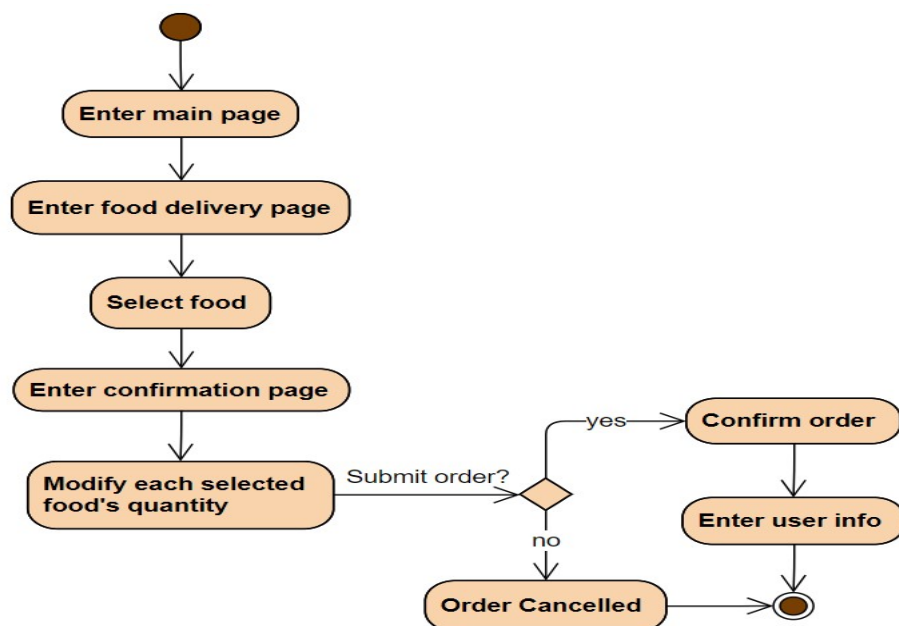 Enter main page
Enter food delivery page
Select food
Enter confirmation page
Modify each selected
food's quantity
Submit order?
yes
Confirm order
Enter user info
no
Order Cancelled